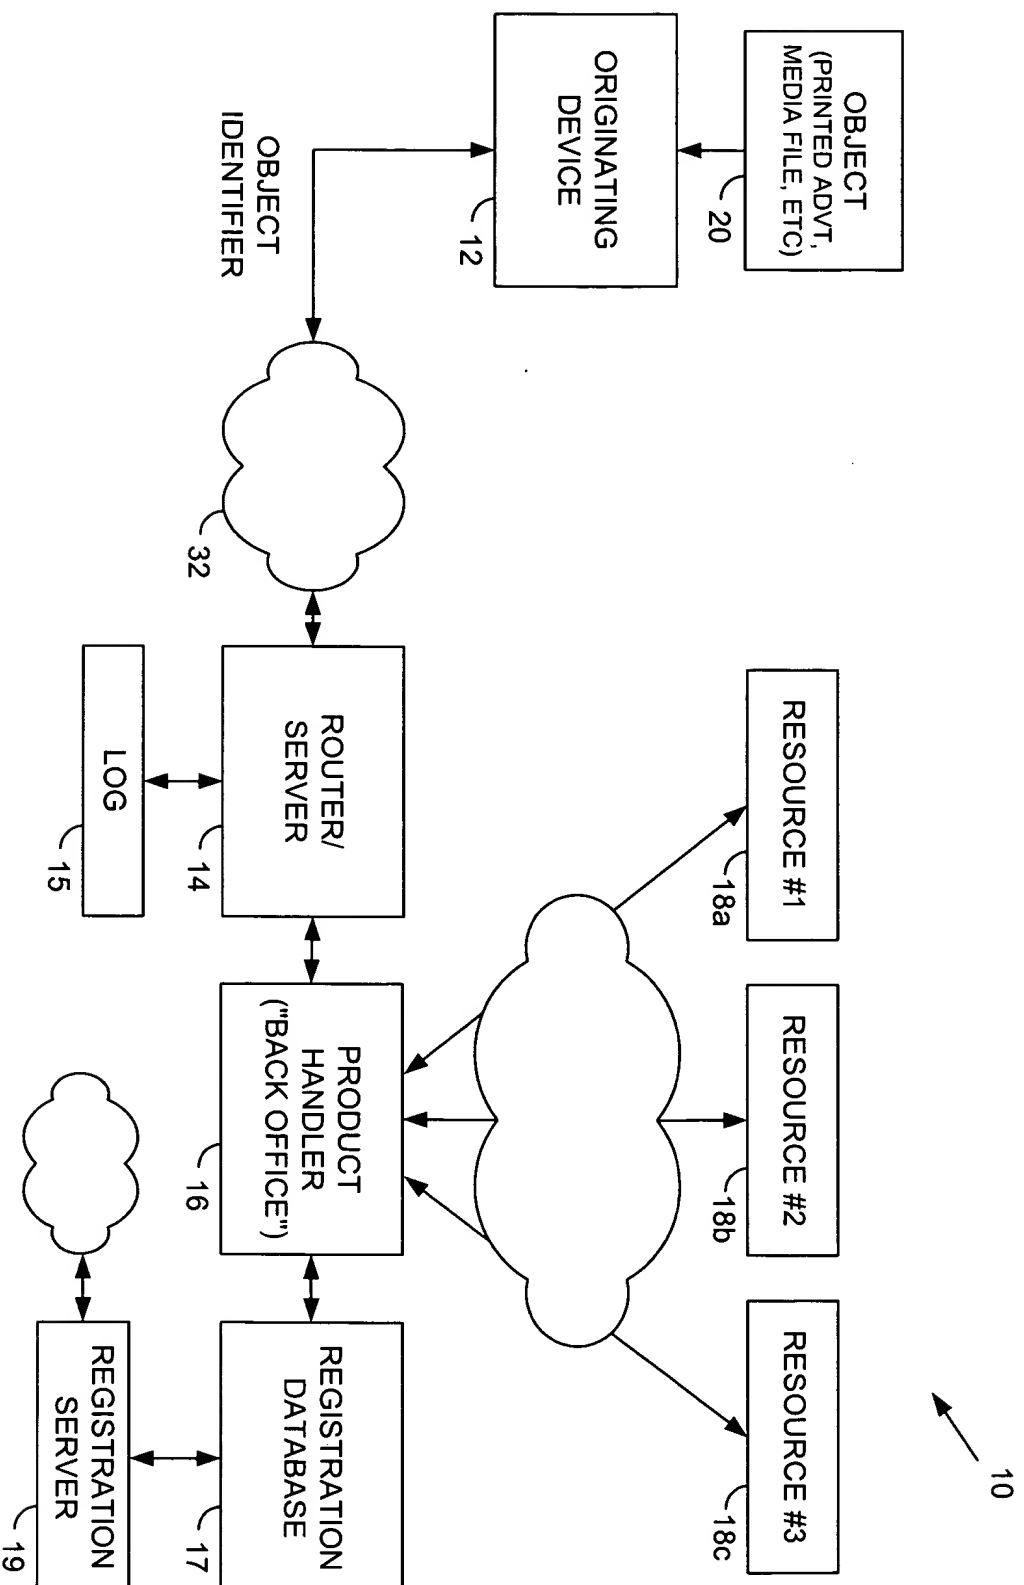 10
OBJECT
(PRINTED ADVT,
MEDIA FILE, ETC)
20
RESOURCE #1
18a
RESOURCE #2
18b
RESOURCE #3
18c
ORIGINATING
DEVICE
12
OBJECT
IDENTIFIER
32
ROUTER/
SERVER
14
PRODUCT
HANDLER
("BACK OFFICE")
16
REGISTRATION
DATABASE
17
LOG
15
REGISTRATION
SERVER
19